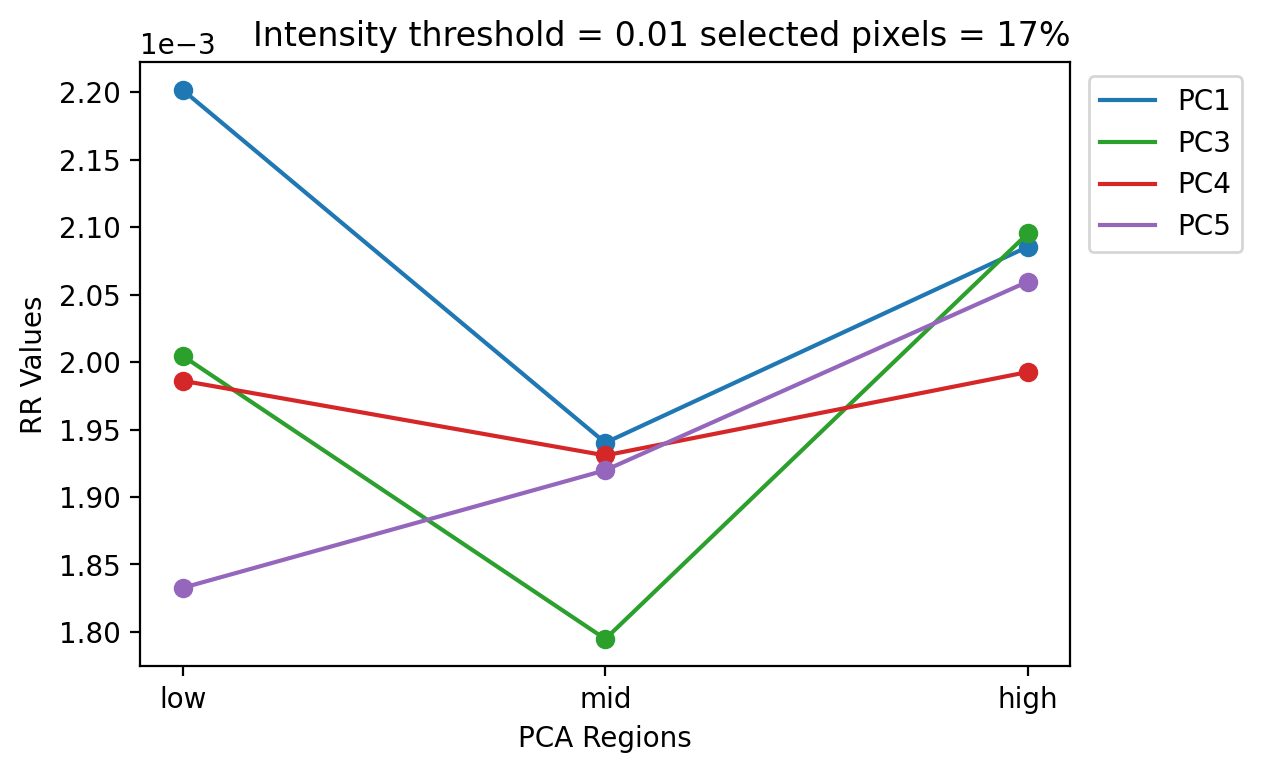 Intensity threshold = 0.01 selected pixels = 17%
1e−3
2.20
2.15
2.10
2.05
2.00
1.95
1.90
1.85
1.80
RR Values
low
mid
high
PCA Regions
PC1
PC3
PC4
PC5